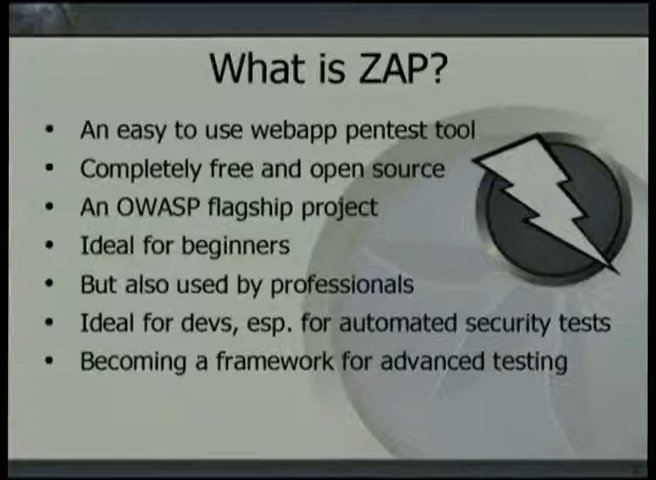 What is ZAP?
• An easy to use webapp pentest tool
• Completely free and open source
• An OWASP flagship project
• Ideal for beginners
• But also used by professionals
• Ideal for devs, esp. for automated security tests
• Becoming a framework for advanced testing